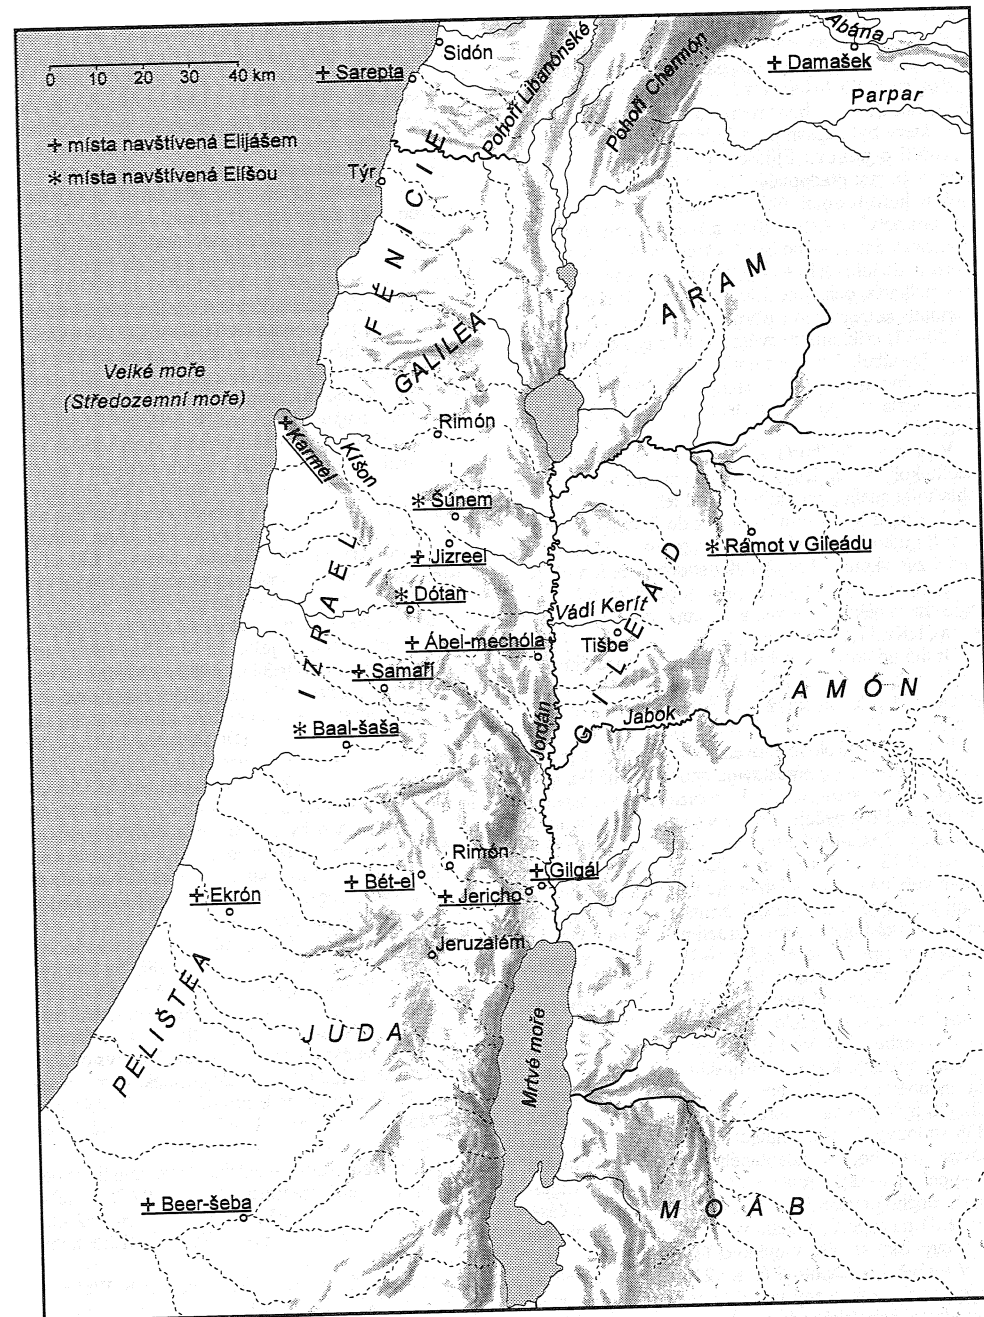 Sidón
Abána
0 10 20 30 40 km
✢ Sarepta
✢ Damašek
Pohoří Libanónské
Pohoří Chermón
Parpar
✢ místa navštívená Elijášem
✳ místa navštívená Elíšou
Týr
FÉNICIE
ARAM
GALILEA
Velké moře
(Středozemní moře)
✢ Karmel
Kíšon
Rimón
✳ Šúnem
✢ Jizreel
✳ Rámot v Gileádu
✳ Dótan
IZRAEL
Vádí Kerít
Tišbe
GILEÁD
✢ Ábel-mechóla
✢ Samaří
AMÓN
✳ Baal-šaša
Jordán
Jabok
Rimón
✢ Gilgál
✢ Bét-el
✢ Jericho
✢ Ekrón
Jeruzalém
PELIŠTEA
JUDA
Mrtvé moře
✢ Beer-šeba
MOÁB